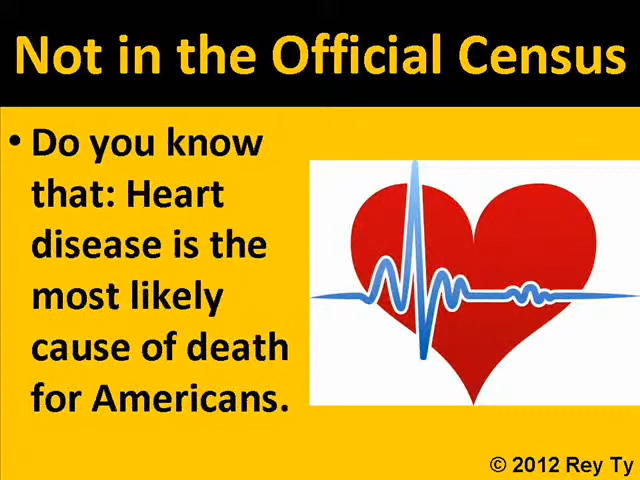 Not in the Official Census
• Do you know
that: Heart
disease is the
most likely
cause of death
for Americans.
© 2012 Rey Ty